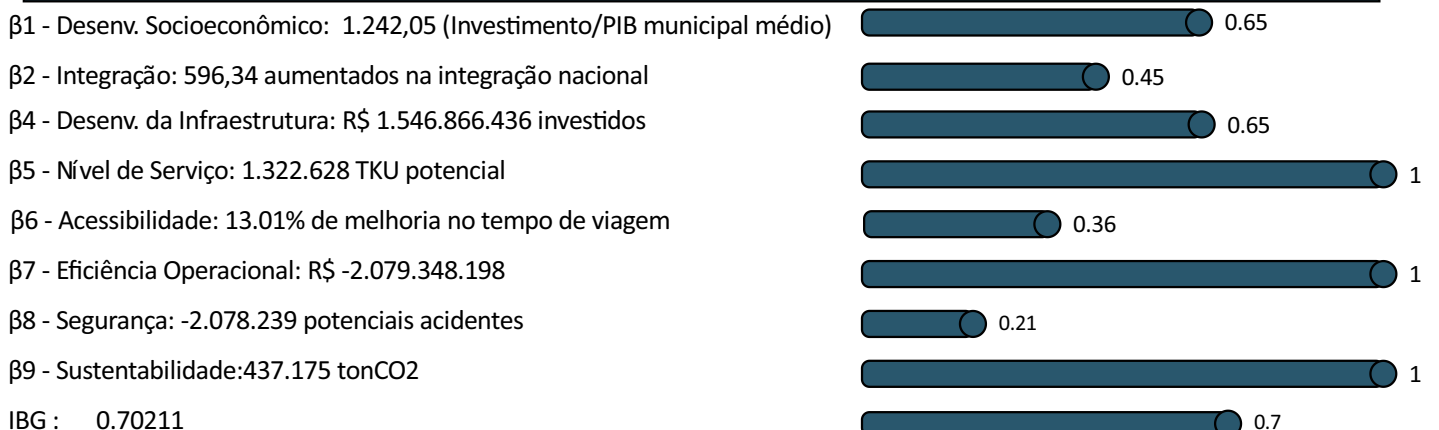 β1 - Desenv. Socioeconômico: 1.242,05 (Investimento/PIB municipal médio) 0.65
β2 - Integração: 596,34 aumentados na integração nacional 0.45
β4 - Desenv. da Infraestrutura: R$ 1.546.866.436 investidos 0.65
β5 - Nível de Serviço: 1.322.628 TKU potencial 1
β6 - Acessibilidade: 13.01% de melhoria no tempo de viagem 0.36
β7 - Eficiência Operacional: R$ -2.079.348.198 1
β8 - Segurança: -2.078.239 potenciais acidentes 0.21
β9 - Sustentabilidade:437.175 tonCO2 1
IBG : 0.70211 0.7